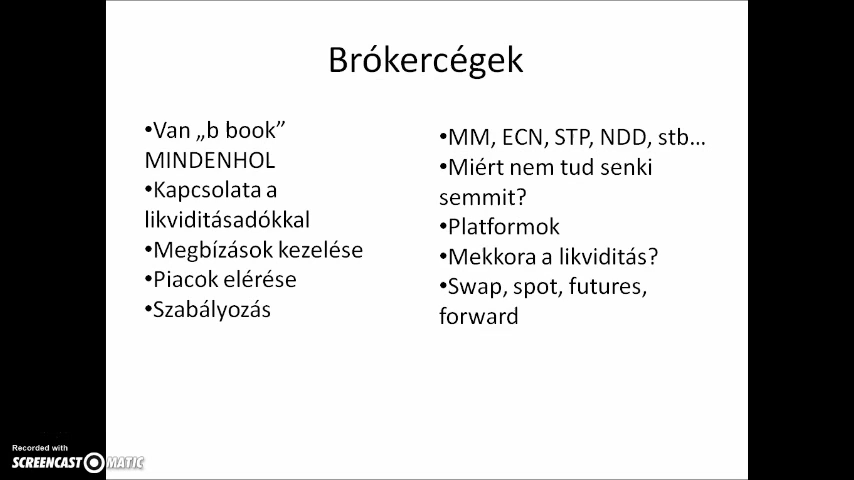 Brókercégek
•Van „b book”
MINDENHOL
•Kapcsolata a
likviditásadókkal
•Megbízások kezelése
•Piacok elérése
•Szabályozás
•MM, ECN, STP, NDD, stb…
•Miért nem tud senki
semmit?
•Platformok
•Mekkora a likviditás?
•Swap, spot, futures,
forward
Recorded with
SCREENCAST MATIC